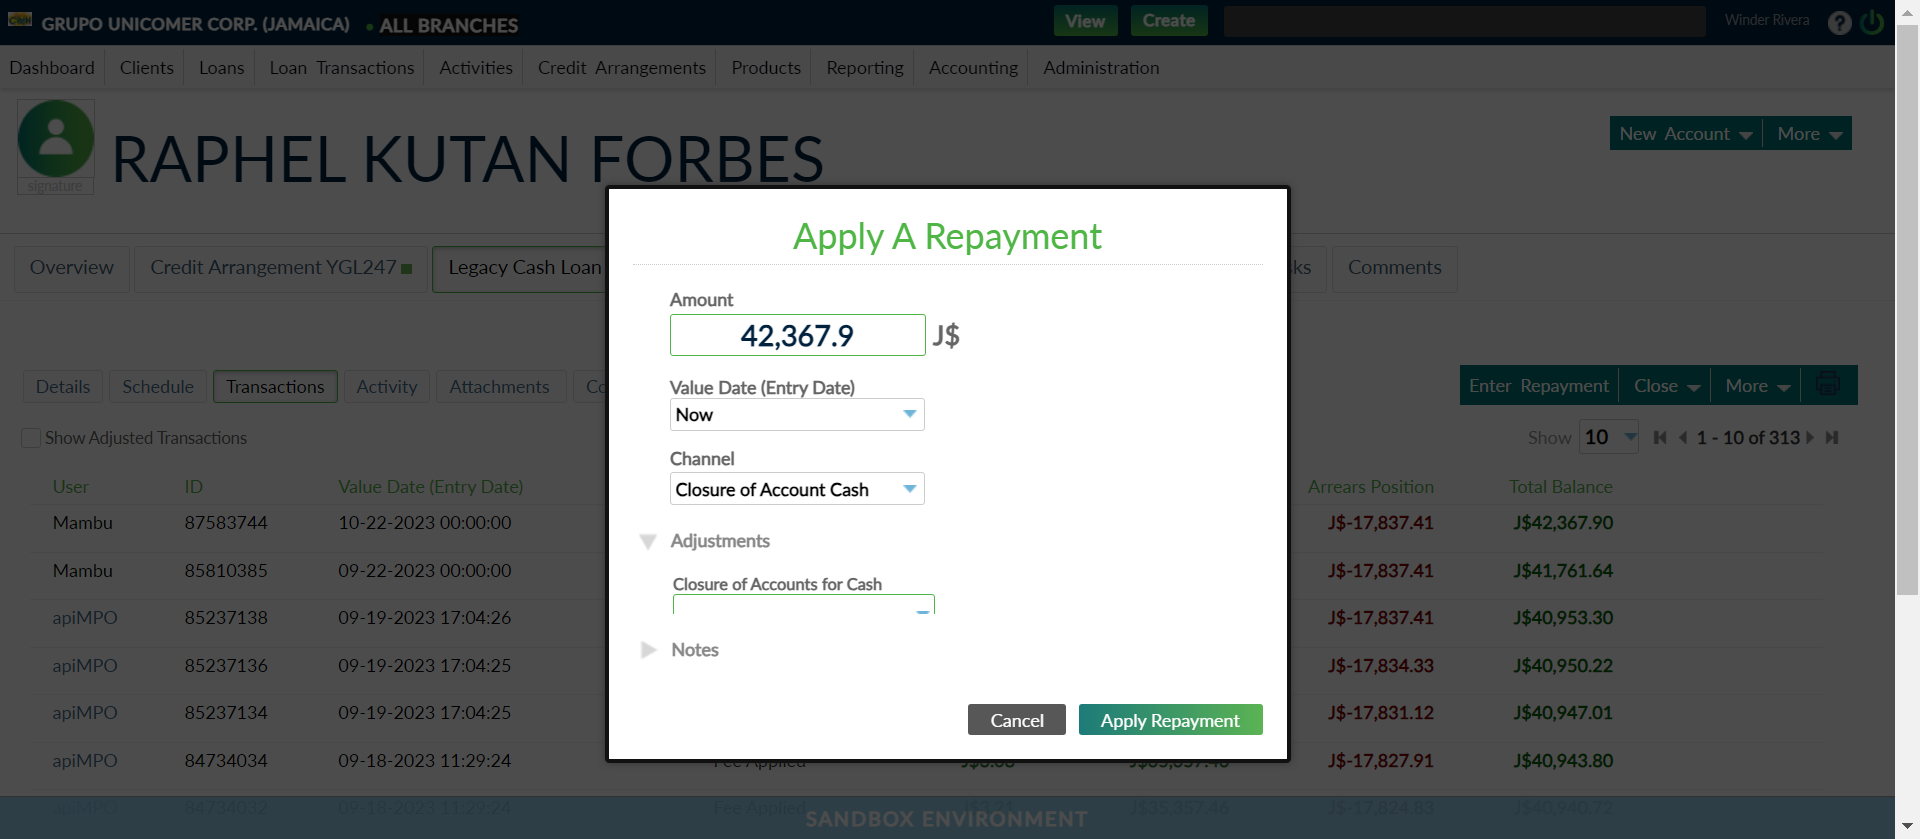 GRUPO UNICOMER CORP. (JAMAICA) ALL BRANCHES View Create Winder Rivera ?
Dashboard Clients Loans Loan Transactions Activities Credit Arrangements Products Reporting Accounting Administration
signature
RAPHEL KUTAN FORBES
New Account More
Overview Credit Arrangement YGL247 Legacy Cash Loan Comments
Details Schedule Transactions Activity Attachments
Enter Repayment Close More
Show Adjusted Transactions
Show 10 1 - 10 of 313
User ID Value Date (Entry Date) Arrears Position Total Balance
Mambu 87583744 10-22-2023 00:00:00 J$-17,837.41 J$42,367.90
Mambu 85810385 09-22-2023 00:00:00 J$-17,837.41 J$41,761.64
apiMPO 85237138 09-19-2023 17:04:26 J$-17,837.41 J$40,953.30
apiMPO 85237136 09-19-2023 17:04:25 J$-17,834.33 J$40,950.22
apiMPO 85237134 09-19-2023 17:04:25 J$-17,831.12 J$40,947.01
apiMPO 84734034 09-18-2023 11:29:24 Fee Applied J$-17,827.91 J$40,943.80
apiMPO 84734032 09-18-2023 11:29:24 Fee Applied J$3.21 J$35,357.46 J$-17,824.83 J$40,940.72
SANDBOX ENVIRONMENT
Apply A Repayment
Amount
42,367.9 J$
Value Date (Entry Date)
Now
Channel
Closure of Account Cash
Adjustments
Closure of Accounts for Cash
Notes
Cancel Apply Repayment